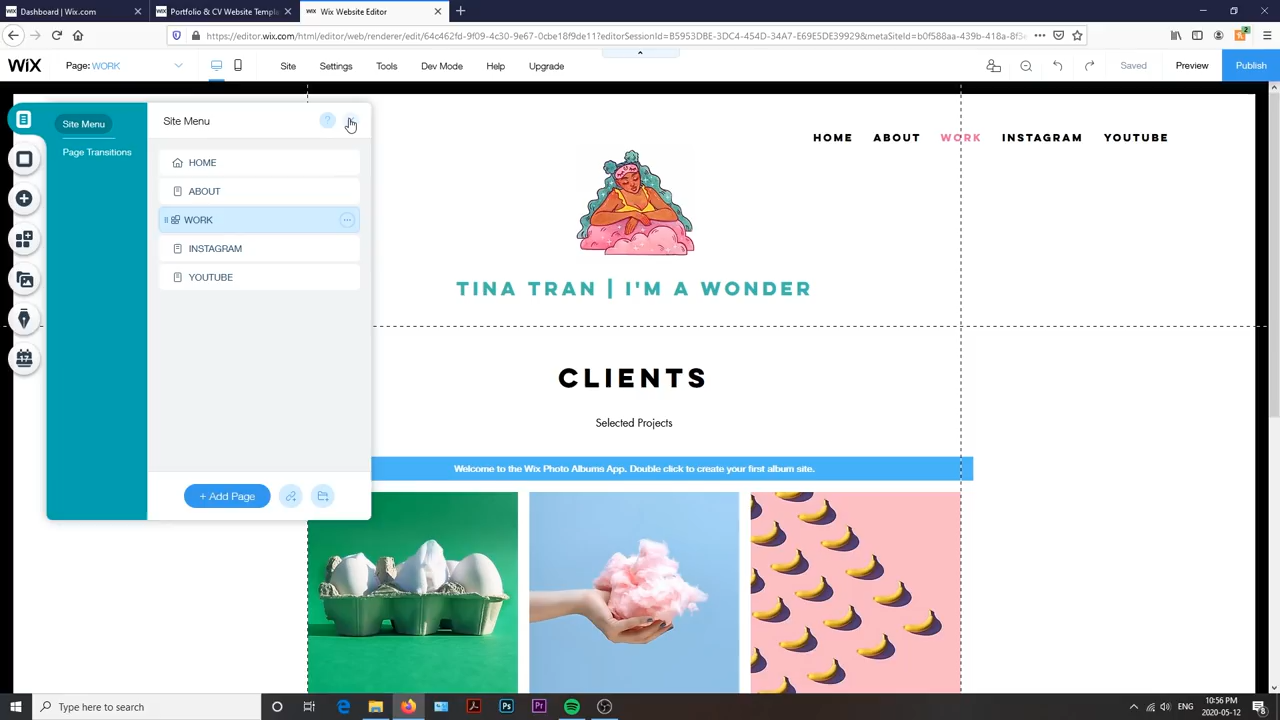 Dashboard | Wix.com
Portfolio & CV Website Templ
Wix Website Editor
https://editor.wix.com/html/editor/web/renderer/edit/64c462fd-9f09-4c30-9e67-0cbe18f9de11?editorSessionId=B5953DBE-3DC4-454D-34A7-E69E5DE39929&metaSiteId=b0f588aa-439b-418a-8f3
WiX
Page: WORK
Site
Settings
Tools
Dev Mode
Help
Upgrade
Saved
Preview
Publish
Site Menu
Page Transitions
Site Menu
?
HOME
ABOUT
WORK
INSTAGRAM
YOUTUBE
+ Add Page
HOME ABOUT WORK INSTAGRAM YOUTUBE
TINA TRAN | I'M A WONDER
CLIENTS
Selected Projects
Welcome to the Wix Photo Albums App. Double click to create your first album site.
Type here to search
ENG
10:56 PM
2020-05-12